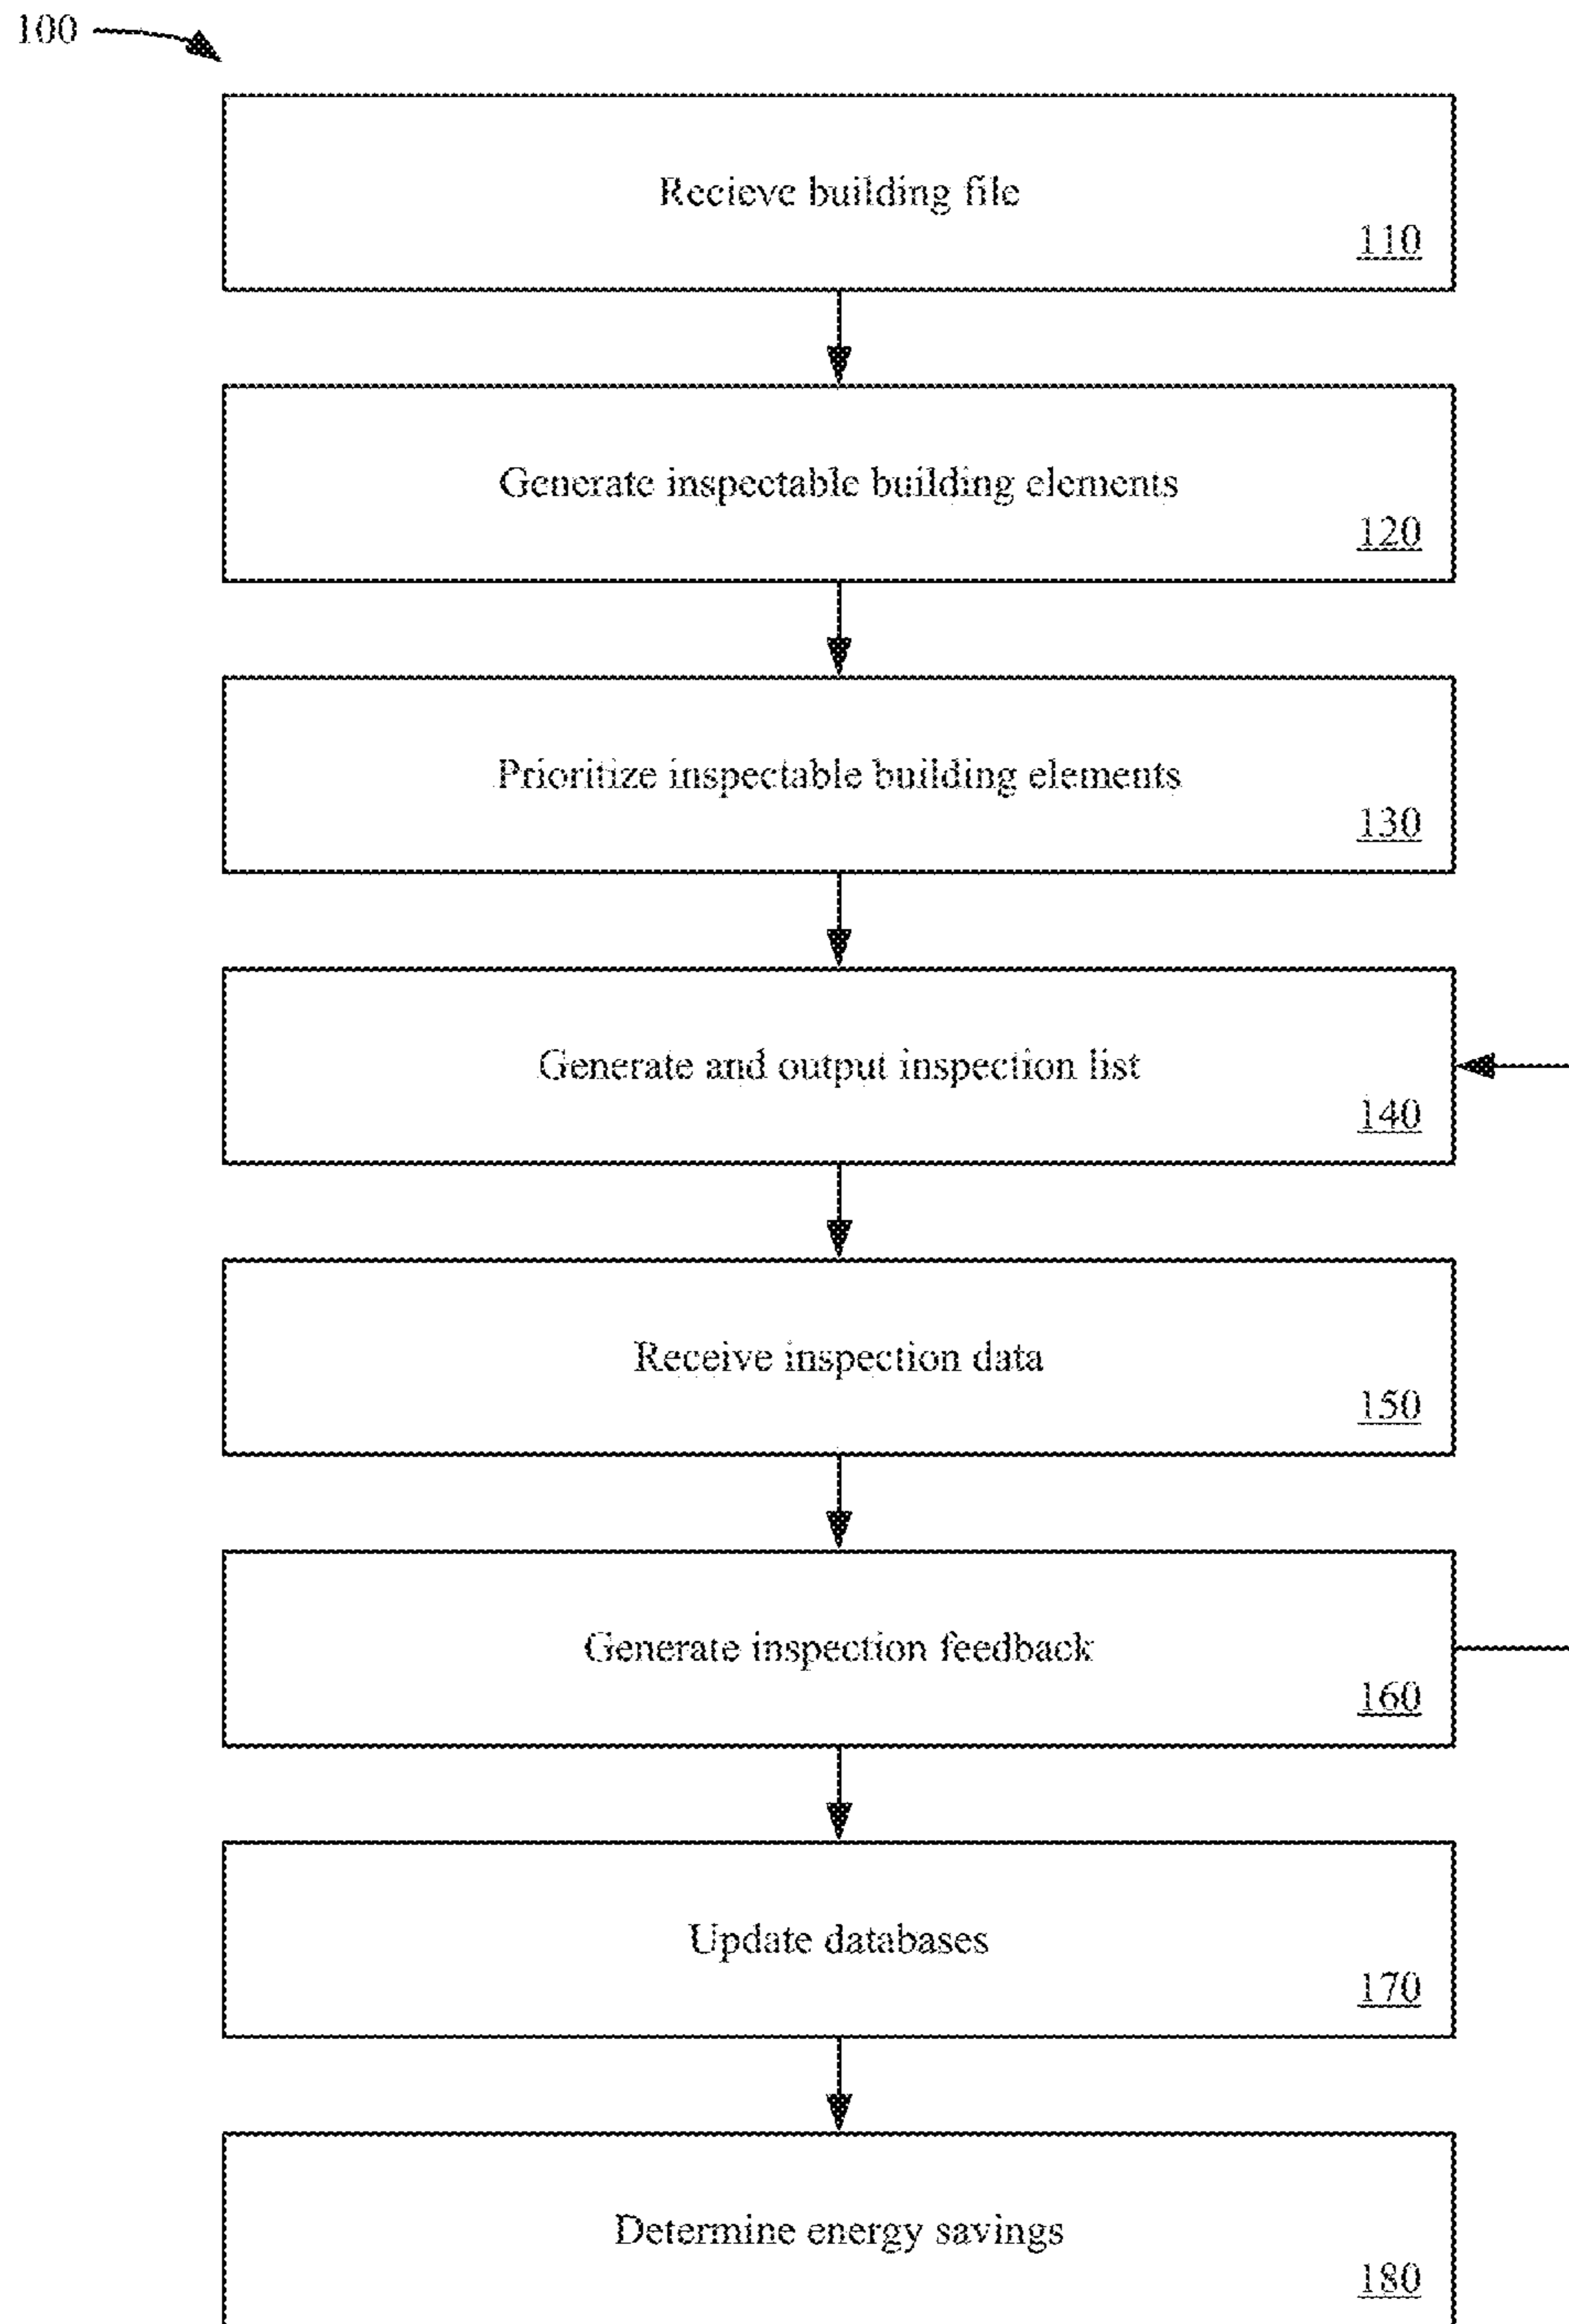 100
Recieve building file
110
Generate inspectable building elements
120
Prioritize inspectable building elements
130
Generate and output inspection list
140
Receive inspection data
150
Generate inspection feedback
160
Update databases
170
Determine energy savings
180